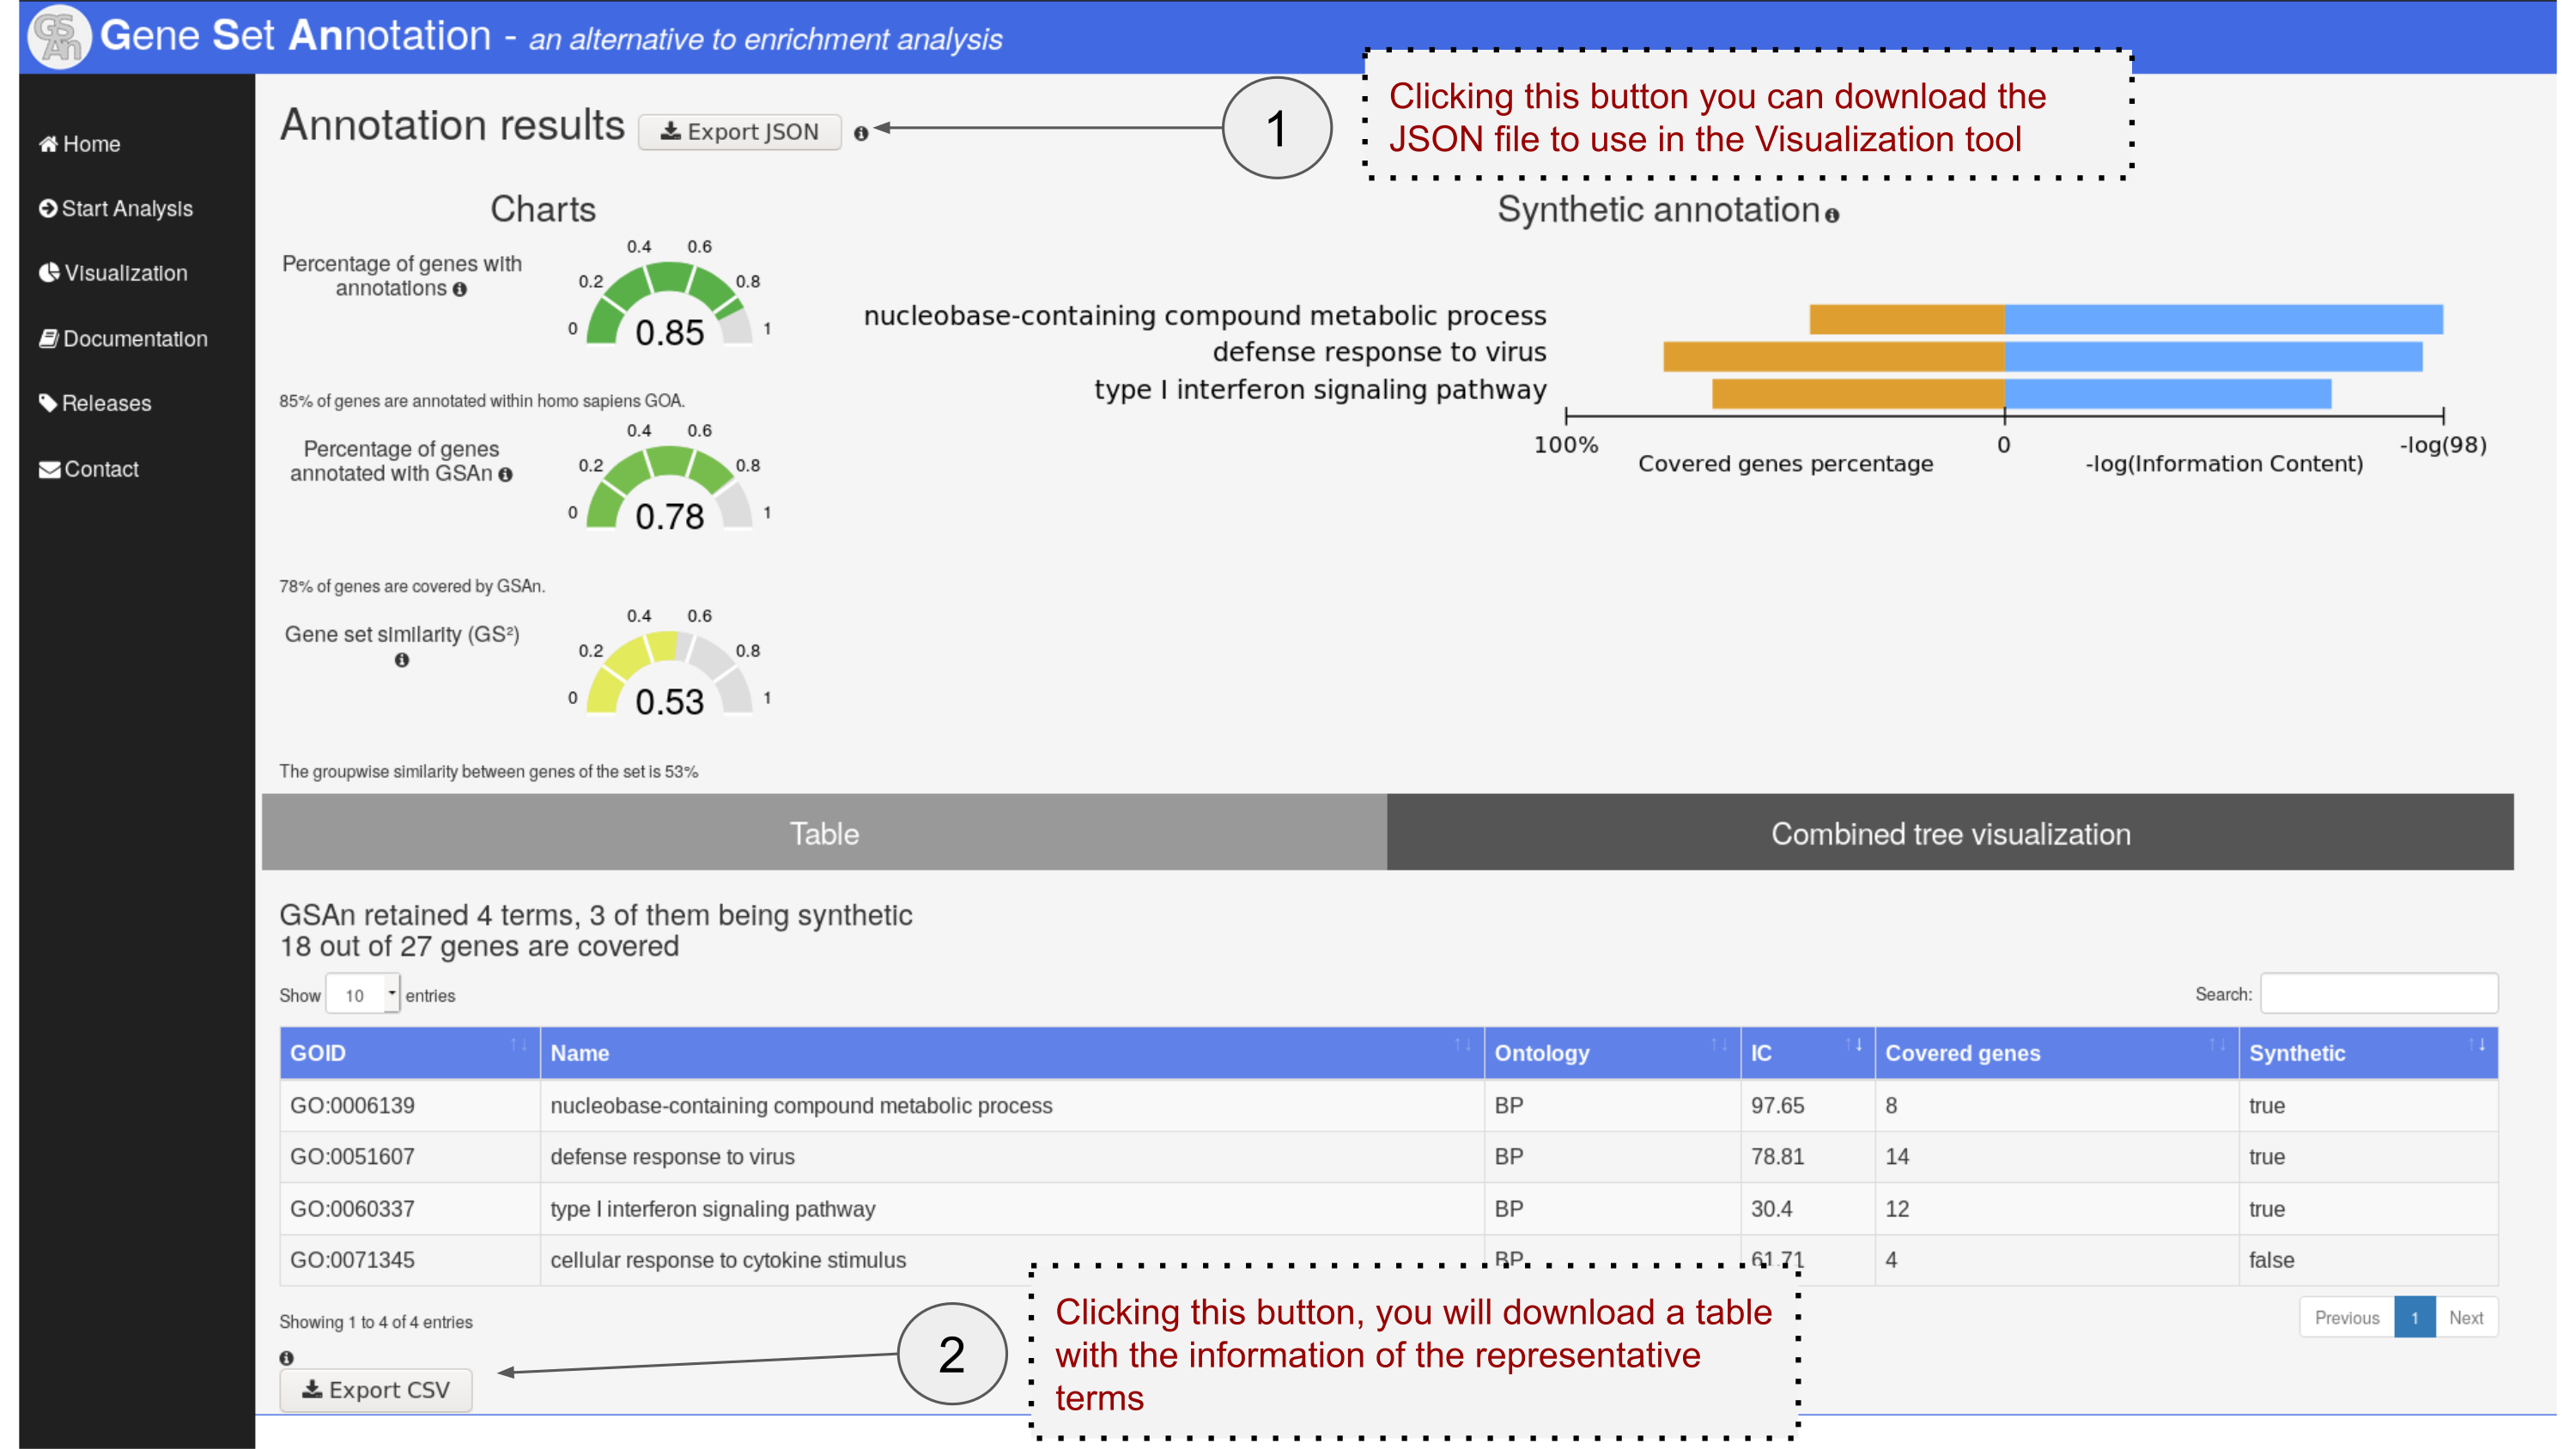 GSAn
Gene Set Annotation - an alternative to enrichment analysis
Home
Start Analysis
Visualization
Documentation
Releases
Contact
Annotation results
Export JSON
1
Clicking this button you can download the
JSON file to use in the Visualization tool
Charts
Percentage of genes with
annotations
0
0.2
0.4
0.6
0.8
1
0.85
85% of genes are annotated within homo sapiens GOA.
Percentage of genes
annotated with GSAn
0
0.2
0.4
0.6
0.8
1
0.78
78% of genes are covered by GSAn.
Gene set similarity (GS²)
0
0.2
0.4
0.6
0.8
1
0.53
The groupwise similarity between genes of the set is 53%
Synthetic annotation
nucleobase-containing compound metabolic process
defense response to virus
type I interferon signaling pathway
100%
0
-log(98)
Covered genes percentage
-log(Information Content)
Table
Combined tree visualization
GSAn retained 4 terms, 3 of them being synthetic
18 out of 27 genes are covered
Show 10 entries
Search:
GOID Name Ontology IC Covered genes Synthetic
GO:0006139 nucleobase-containing compound metabolic process BP 97.65 8 true
GO:0051607 defense response to virus BP 78.81 14 true
GO:0060337 type I interferon signaling pathway BP 30.4 12 true
GO:0071345 cellular response to cytokine stimulus BP 61.71 4 false
Showing 1 to 4 of 4 entries
Previous 1 Next
Export CSV
2
Clicking this button, you will download a table
with the information of the representative
terms